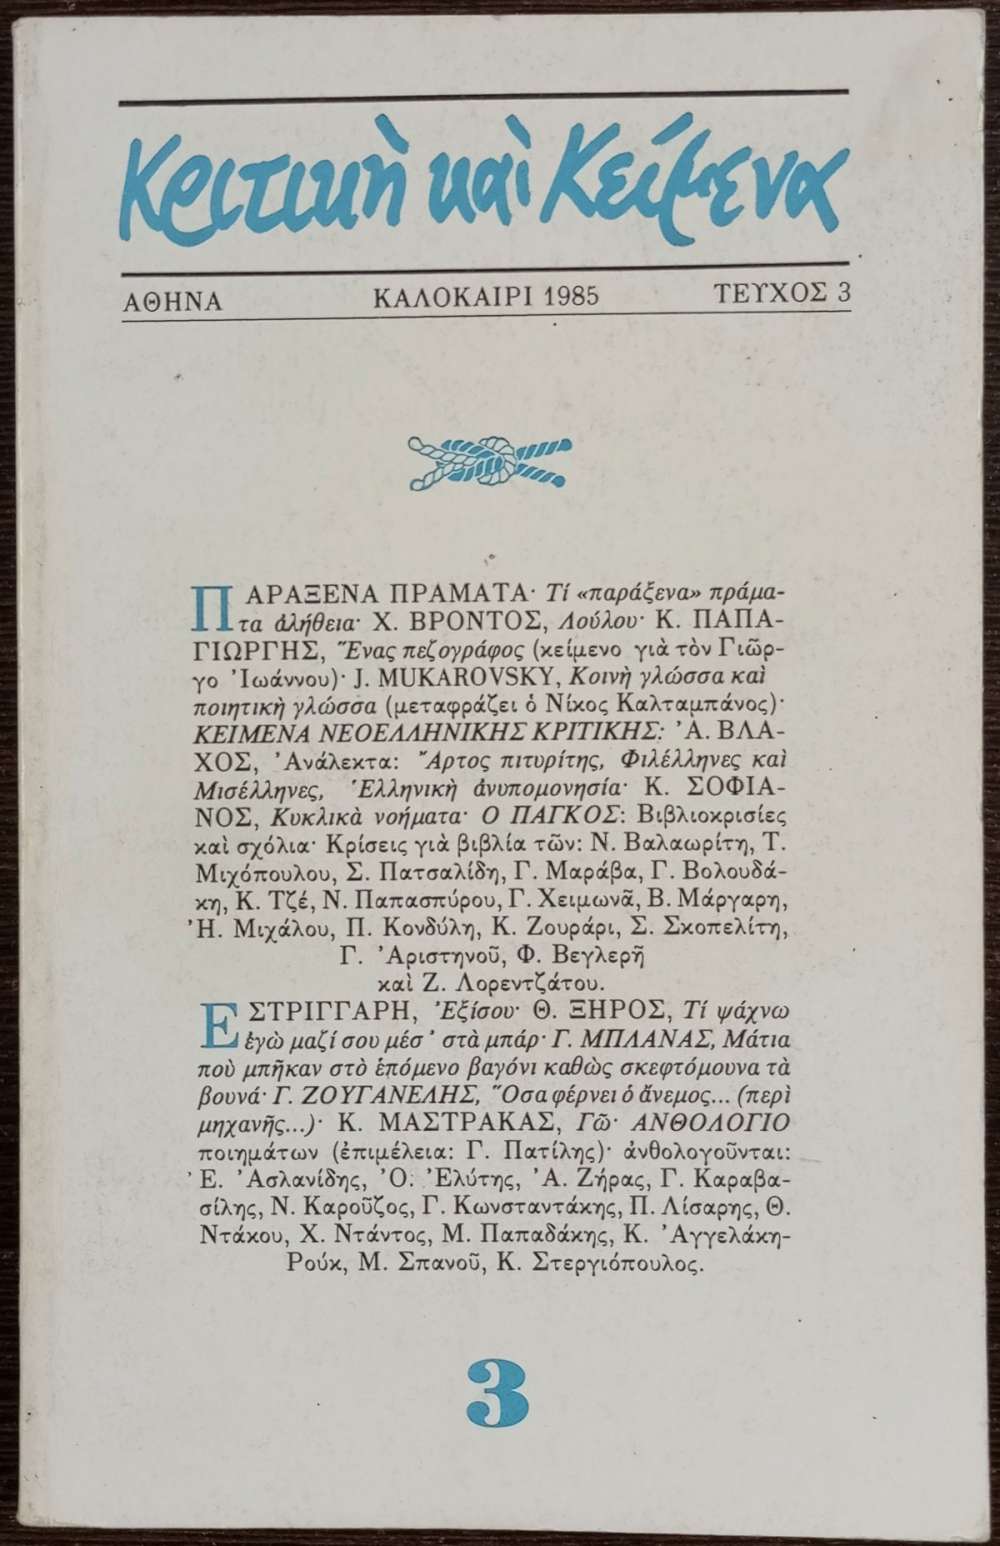 Κριτικὴ καὶ Κείμενα
ΑΘΗΝΑ ΚΑΛΟΚΑΙΡΙ 1985 ΤΕΥΧΟΣ 3
ΠΑΡΑΞΕΝΑ ΠΡΑΜΑΤΑ· Τί «παράξενα» πράμα-
τα ἀλήθεια· Χ. ΒΡΟΝΤΟΣ, Λούλου· Κ. ΠΑΠΑ-
ΓΙΩΡΓΗΣ, Ἕνας πεζογράφος (κείμενο γιὰ τὸν Γιῶρ-
γο Ἰωάννου)· J. MUKAROVSKY, Κοινὴ γλώσσα καὶ
ποιητικὴ γλώσσα (μεταφράζει ὁ Νίκος Καλταμπάνος)·
ΚΕΙΜΕΝΑ ΝΕΟΕΛΛΗΝΙΚΗΣ ΚΡΙΤΙΚΗΣ: Ἀ. ΒΛΑ-
ΧΟΣ, Ἀνάλεκτα: Ἄρτος πιτυρίτης, Φιλέλληνες καὶ
Μισέλληνες, Ἑλληνικὴ ἀνυπομονησία· Κ. ΣΟΦΙΑ-
ΝΟΣ, Κυκλικὰ νοήματα· Ο ΠΑΓΚΟΣ: Βιβλιοκρισίες
καὶ σχόλια· Κρίσεις γιὰ βιβλία τῶν: Ν. Βαλαωρίτη, Τ.
Μιχόπουλου, Σ. Πατσαλίδη, Γ. Μαράβα, Γ. Βολουδά-
κη, Κ. Τζέ, Ν. Παπασπύρου, Γ. Χειμωνᾶ, Β. Μάργαρη,
Ἠ. Μιχάλου, Π. Κονδύλη, Κ. Ζουράρι, Σ. Σκοπελίτη,
Γ. Ἀριστηνοῦ, Φ. Βεγλερῆ
καὶ Ζ. Λορεντζάτου.
Ε ΣΤΡΙΓΓΑΡΗ, Ἐξίσου· Θ. ΞΗΡΟΣ, Τί ψάχνω
ἐγὼ μαζί σου μέσ' στὰ μπάρ· Γ. ΜΠΛΑΝΑΣ, Μάτια
ποὺ μπῆκαν στὸ ἑπόμενο βαγόνι καθὼς σκεφτόμουνα τὰ
βουνά· Γ. ΖΟΥΓΑΝΕΛΗΣ, Ὅσα φέρνει ὁ ἄνεμος... (περὶ
μηχανῆς...)· Κ. ΜΑΣΤΡΑΚΑΣ, Γῶ· ΑΝΘΟΛΟΓΙΟ
ποιημάτων (ἐπιμέλεια: Γ. Πατίλης)· ἀνθολογοῦνται:
Ε. Ἀσλανίδης, Ὀ. Ἐλύτης, Ἀ. Ζήρας, Γ. Καραβα-
σίλης, Ν. Καροῦζος, Γ. Κωνσταντάκης, Π. Λίσαρης, Θ.
Ντάκου, Χ. Ντάντος, Μ. Παπαδάκης, Κ. Ἀγγελάκη-
Ρούκ, Μ. Σπανοῦ, Κ. Στεργιόπουλος.
3